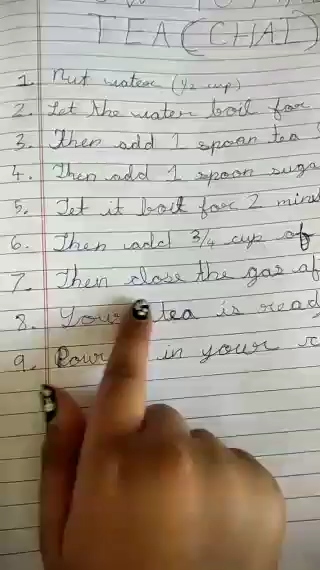 TEA (CHAI)
1. Put water (1/2 cup)
2. Let the water boil for
3. Then add 1 spoon tea
4. Then add 1 spoon suga
5. Let it boil for 2 minu
6. Then add 3/4 cup of
7. Then close the gas af
8. Your tea is read
9. Pour in your